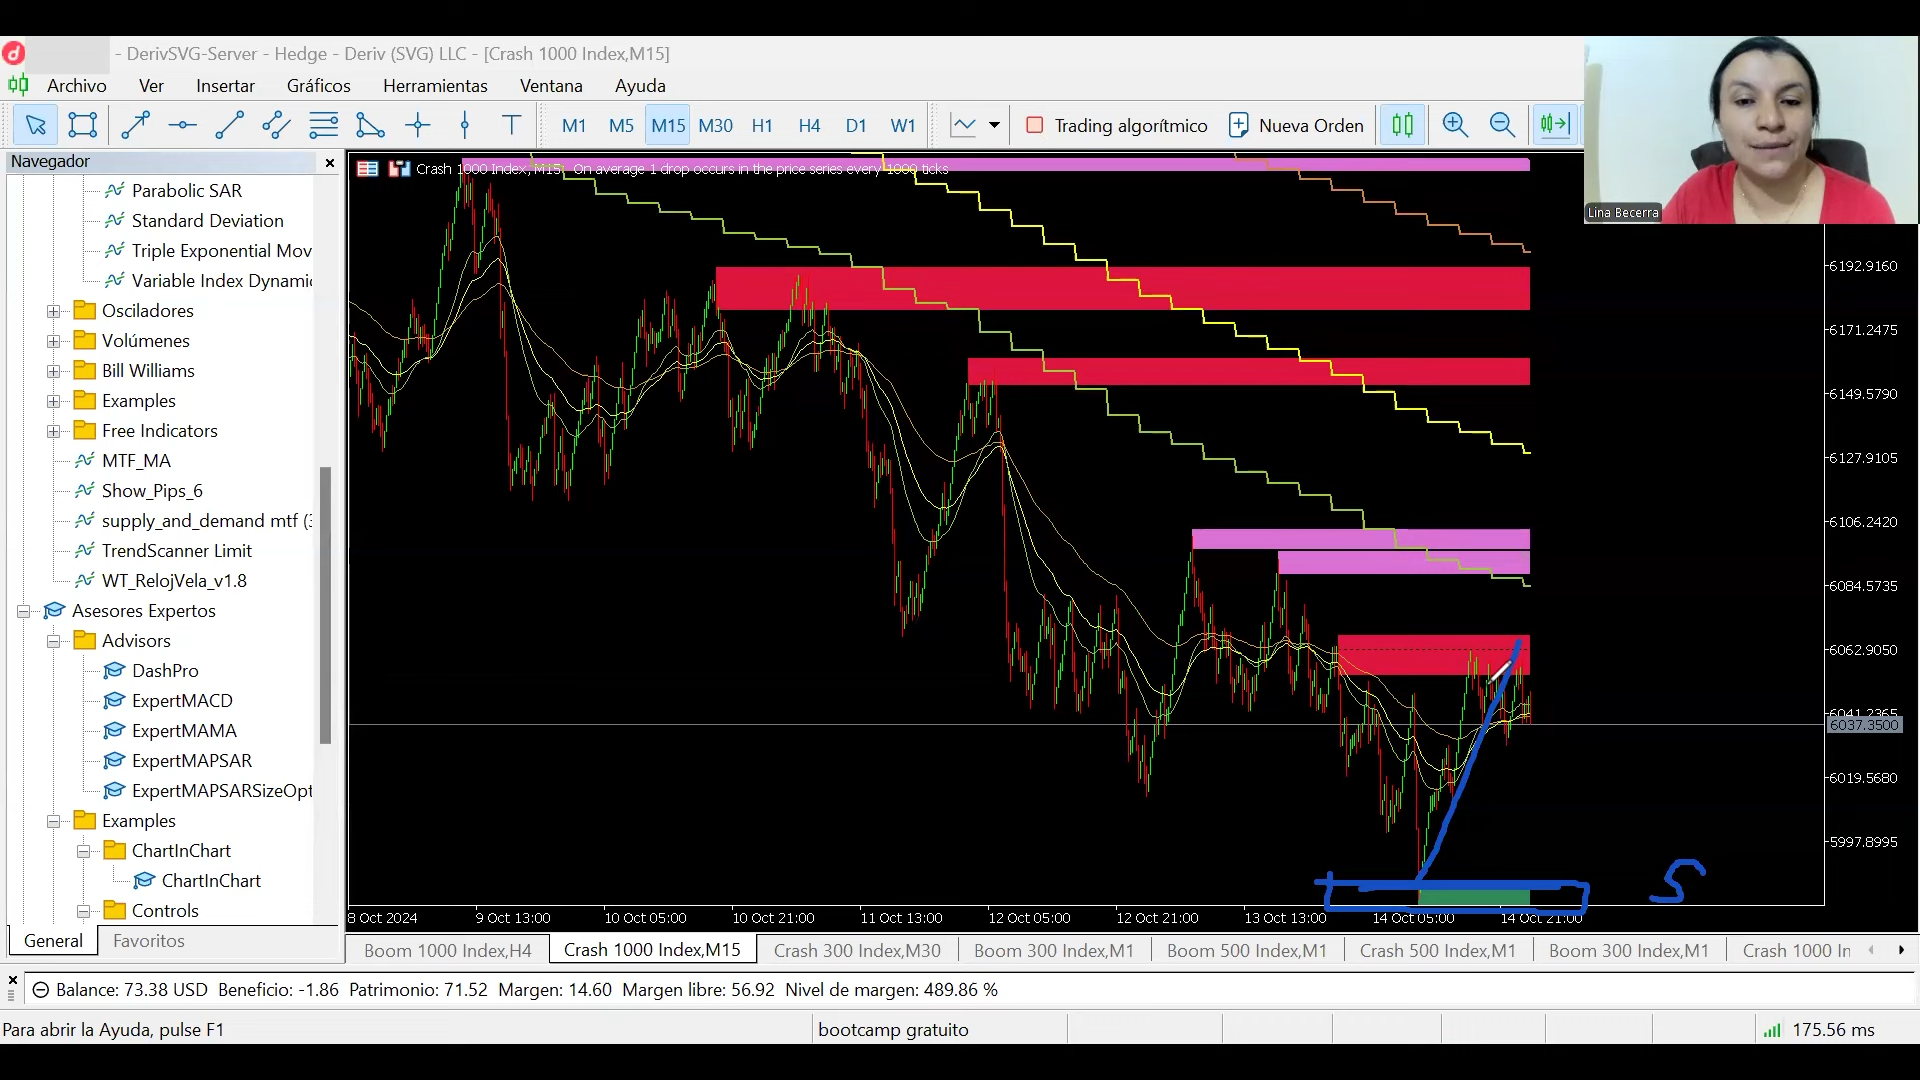 - DerivSVG-Server - Hedge - Deriv (SVG) LLC - [Crash 1000 Index,M15]
Archivo Ver Insertar Gráficos Herramientas Ventana Ayuda
M1 M5 M15 M30 H1 H4 D1 W1 Trading algorítmico Nueva Orden
Lina Becerra
Navegador
Parabolic SAR
Standard Deviation
Triple Exponential Mov
Variable Index Dynamic
Osciladores
Volúmenes
Bill Williams
Examples
Free Indicators
MTF_MA
Show_Pips_6
supply_and_demand mtf (3
TrendScanner Limit
WT_RelojVela_v1.8
Asesores Expertos
Advisors
DashPro
ExpertMACD
ExpertMAMA
ExpertMAPSAR
ExpertMAPSARSizeOpt
Examples
ChartInChart
ChartInChart
Controls
General Favoritos
Crash 1000 Index, M15: On average 1 drop occurs in the price series every 1000 ticks
6192.9160
6171.2475
6149.5790
6127.9105
6106.2420
6084.5735
6062.9050
6041.2365
6037.3500
6019.5680
5997.8995
S
8 Oct 2024 9 Oct 13:00 10 Oct 05:00 10 Oct 21:00 11 Oct 13:00 12 Oct 05:00 12 Oct 21:00 13 Oct 13:00 14 Oct 05:00 14 Oct 21:00
Boom 1000 Index,H4 Crash 1000 Index,M15 Crash 300 Index,M30 Boom 300 Index,M1 Boom 500 Index,M1 Crash 500 Index,M1 Boom 300 Index,M1 Crash 1000 In
Balance: 73.38 USD Beneficio: -1.86 Patrimonio: 71.52 Margen: 14.60 Margen libre: 56.92 Nivel de margen: 489.86 %
Para abrir la Ayuda, pulse F1 bootcamp gratuito 175.56 ms